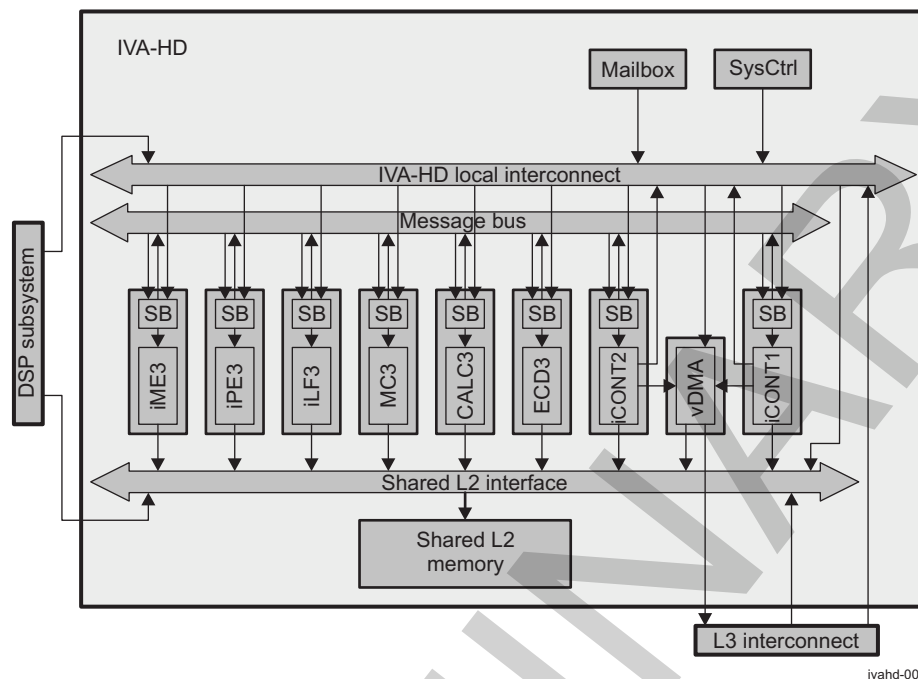 IVA-HD
Mailbox
SysCtrl
IVA-HD local interconnect
Message bus
DSP subsystem
SB
SB
SB
SB
SB
SB
SB
SB
iME3
iPE3
iLF3
MC3
CALC3
ECD3
iCONT2
vDMA
iCONT1
Shared L2 interface
Shared L2
memory
L3 interconnect
ivahd-00